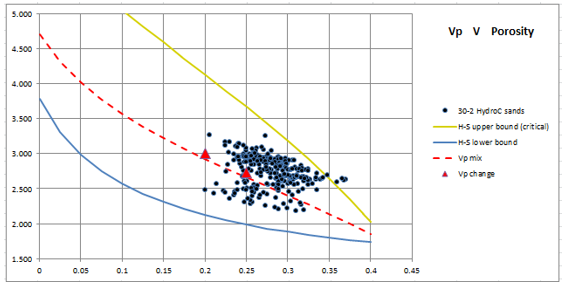 Vp V Porosity
5.000
4.500
4.000
3.500
3.000
2.500
2.000
1.500
0 0.05 0.1 0.15 0.2 0.25 0.3 0.35 0.4 0.45
30-2 HydroC sands
H-S upper bound (critical)
H-S lower bound
Vp mix
Vp change